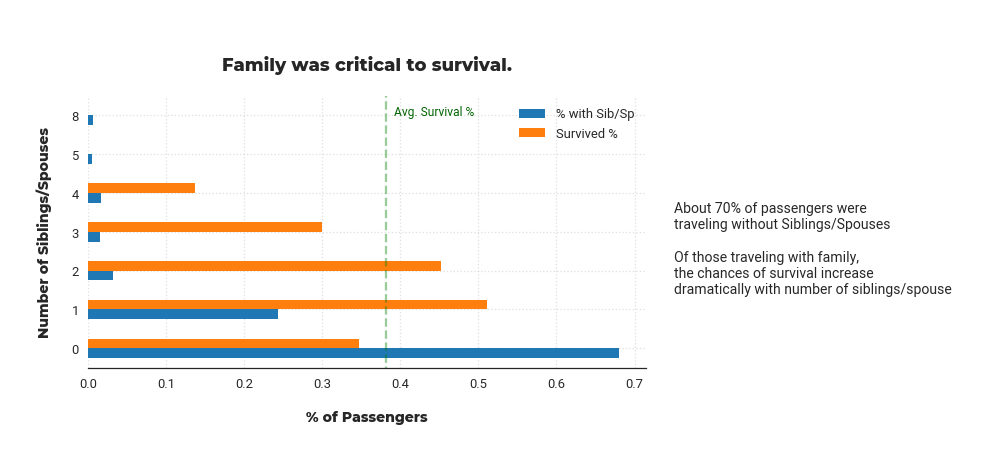 Family was critical to survival.
Avg. Survival %
% with Sib/Sp
Survived %
Number of Siblings/Spouses
8
5
4
3
2
1
0
0.0 0.1 0.2 0.3 0.4 0.5 0.6 0.7
% of Passengers
About 70% of passengers were
traveling without Siblings/Spouses
Of those traveling with family,
the chances of survival increase
dramatically with number of siblings/spouse